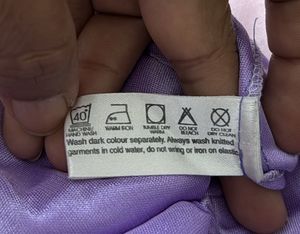 40
MACHINE WARM IRON TUMBLE DRY DO NOT DO NOT
HAND WASH WARM BLEACH DRY CLEAN
Wash dark colour separately. Always wash knitted
garments in cold water, do not wring or iron on elastic